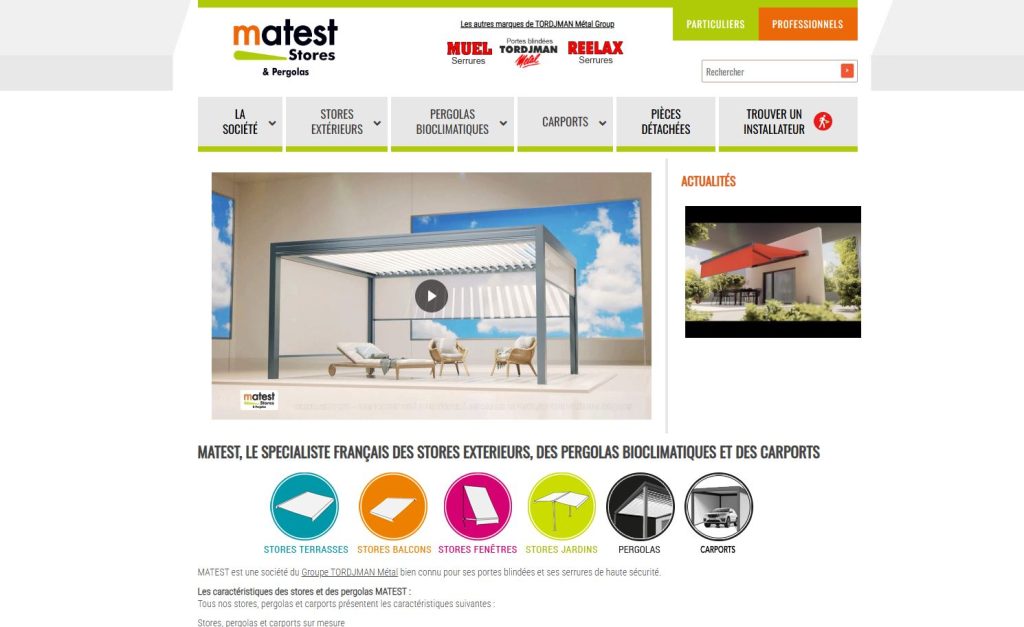 matest
Stores
& Pergolas
Les autres marques de TORDJMAN Métal Group
MUEL
Serrures
Portes blindées
TORDJMAN
Métal
REELAX
Serrures
PARTICULIERS
PROFESSIONNELS
Rechercher
>
LA
SOCIÉTÉ
STORES
EXTÉRIEURS
PERGOLAS
BIOCLIMATIQUES
CARPORTS
PIÈCES
DÉTACHÉES
TROUVER UN
INSTALLATEUR
ACTUALITÉS
matest
Stores
& Pergolas
MATEST, LE SPECIALISTE FRANÇAIS DES STORES EXTERIEURS, DES PERGOLAS BIOCLIMATIQUES ET DES CARPORTS
STORES TERRASSES
STORES BALCONS
STORES FENÊTRES
STORES JARDINS
PERGOLAS
CARPORTS
MATEST est une société du Groupe TORDJMAN Métal bien connu pour ses portes blindées et ses serrures de haute sécurité.
Les caractéristiques des stores et des pergolas MATEST :
Tous nos stores, pergolas et carports présentent les caractéristiques suivantes :
Stores, pergolas et carports sur mesure